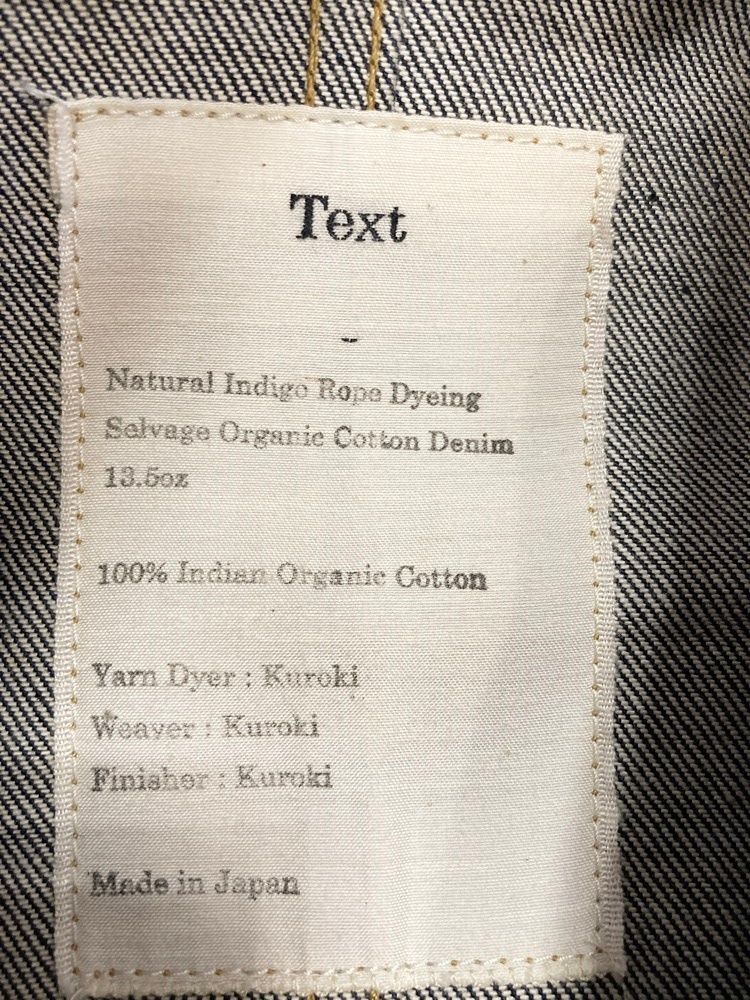 Text
-
Natural Indigo Rope Dyeing
Selvage Organic Cotton Denim
13.5oz
100% Indian Organic Cotton
Yarn Dyer : Kuroki
Weaver : Kuroki
Finisher : Kuroki
Made in Japan